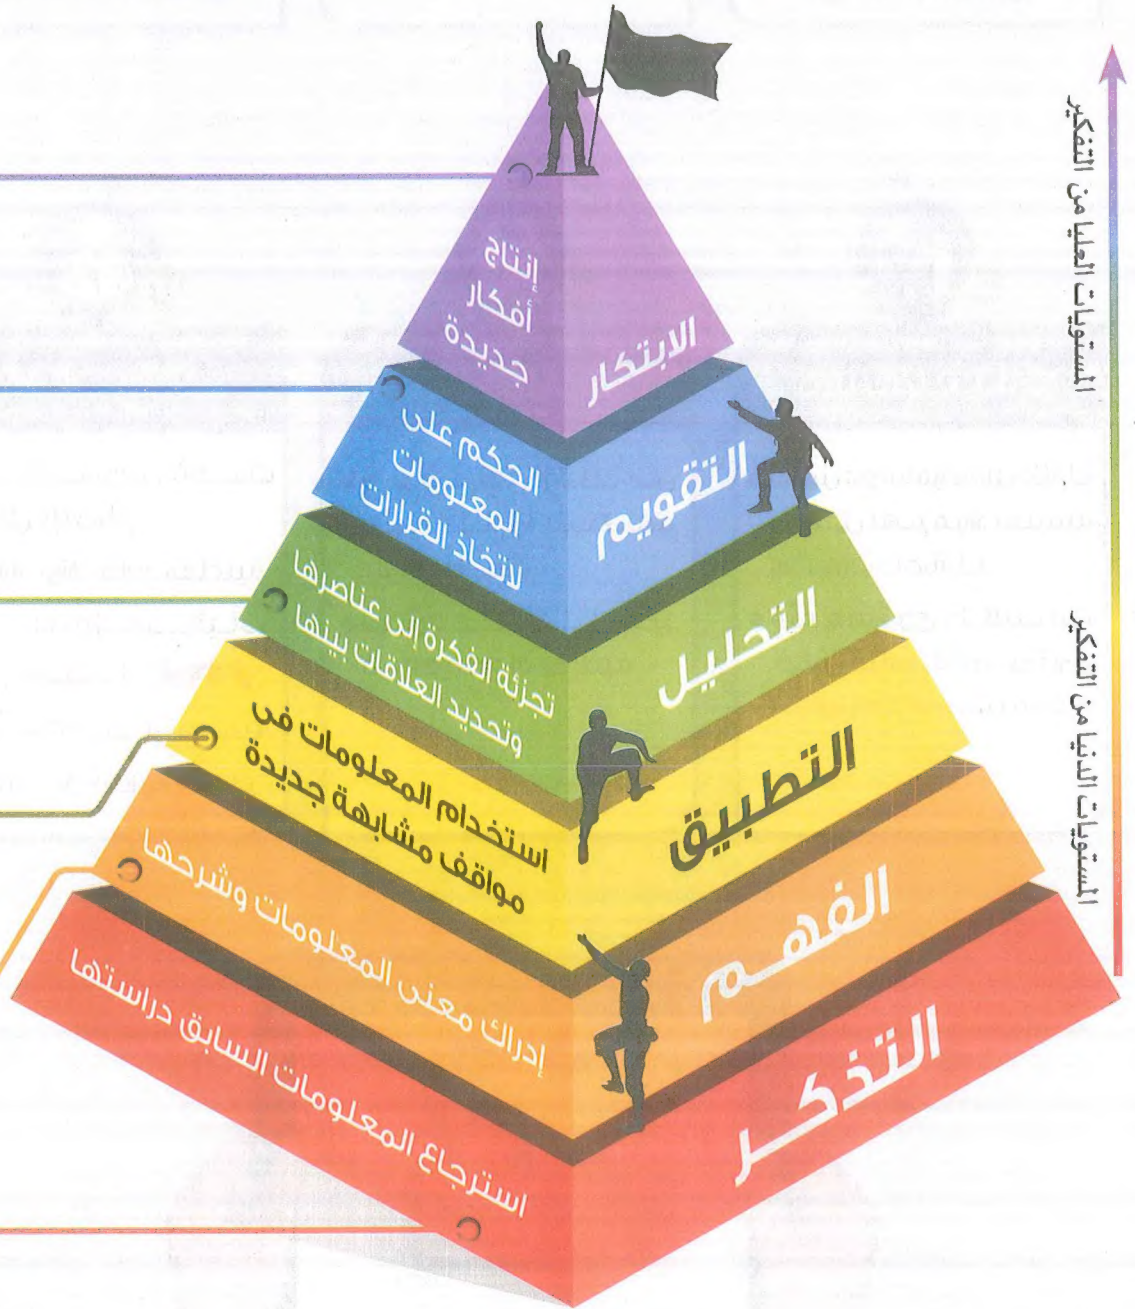 المستويات العليا من التفكير
المستويات الدنيا من التفكير
الابتكار
إنتاج
أفكار
جديدة
التقويم
الحكم على
المعلومات
لاتخاذ القرارات
التحليل
تجزئة الفكرة إلى عناصرها
وتحديد العلاقات بينها
التطبيق
استخدام المعلومات فى
مواقف مشابهة جديدة
الفهم
إدراك معنى المعلومات وشرحها
التذكر
استرجاع المعلومات السابق دراستها